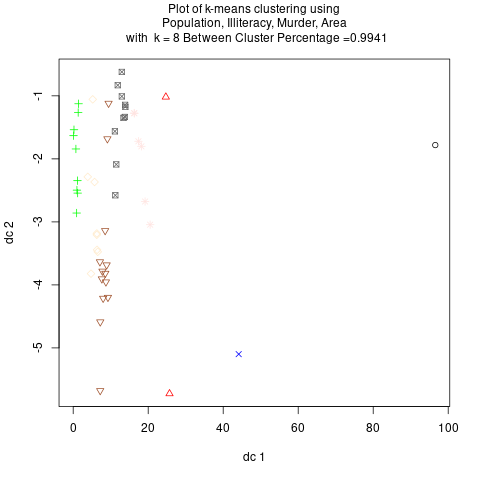 Plot of k-means clustering using
Population, Illiteracy, Murder, Area
with k = 8 Between Cluster Percentage =0.9941
-1
-2
-3
-4
-5
dc 2
0 20 40 60 80 100
dc 1